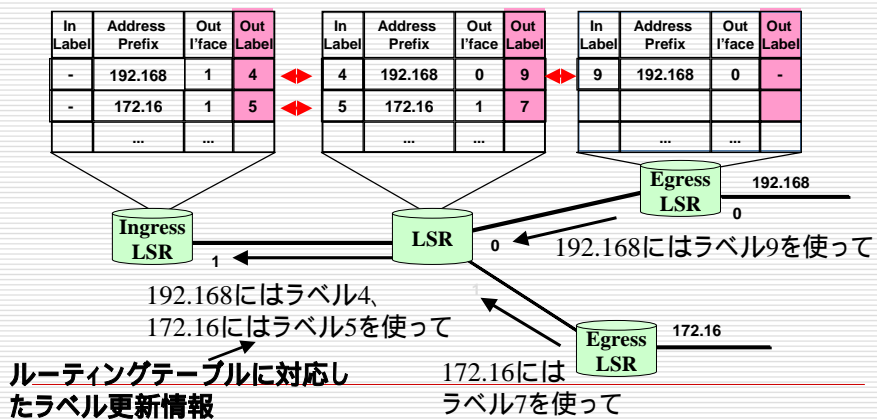 In Label Address Prefix Out I'face Out Label
- 192.168 1 4
- 172.16 1 5
... ...
In Label Address Prefix Out I'face Out Label
4 192.168 0 9
5 172.16 1 7
... ...
In Label Address Prefix Out I'face Out Label
9 192.168 0 -
... ...
Ingress
LSR
1
LSR
0
1
Egress
LSR
192.168
0
192.168にはラベル9を使って
192.168にはラベル4、
172.16にはラベル5を使って
Egress
LSR
172.16
172.16には
ラベル7を使って
ルーティングテーブルに対応し
たラベル更新情報